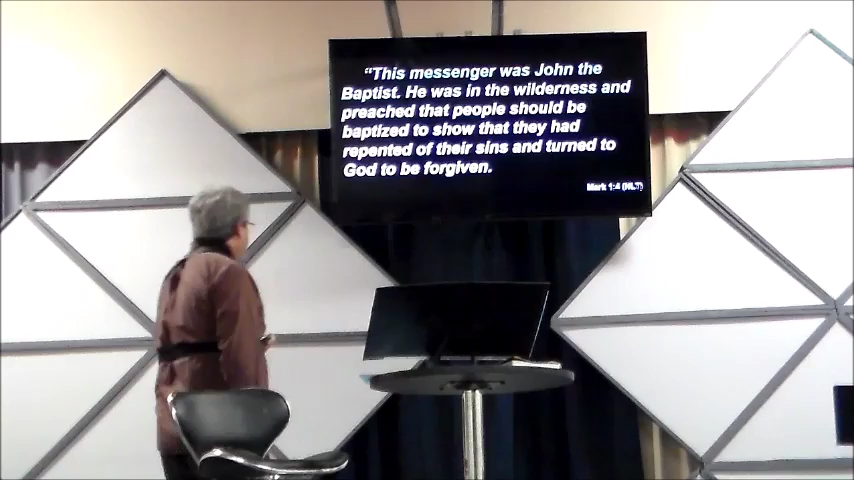 “This messenger was John the
Baptist. He was in the wilderness and
preached that people should be
baptized to show that they had
repented of their sins and turned to
God to be forgiven.
Mark 1:4 (NLT)